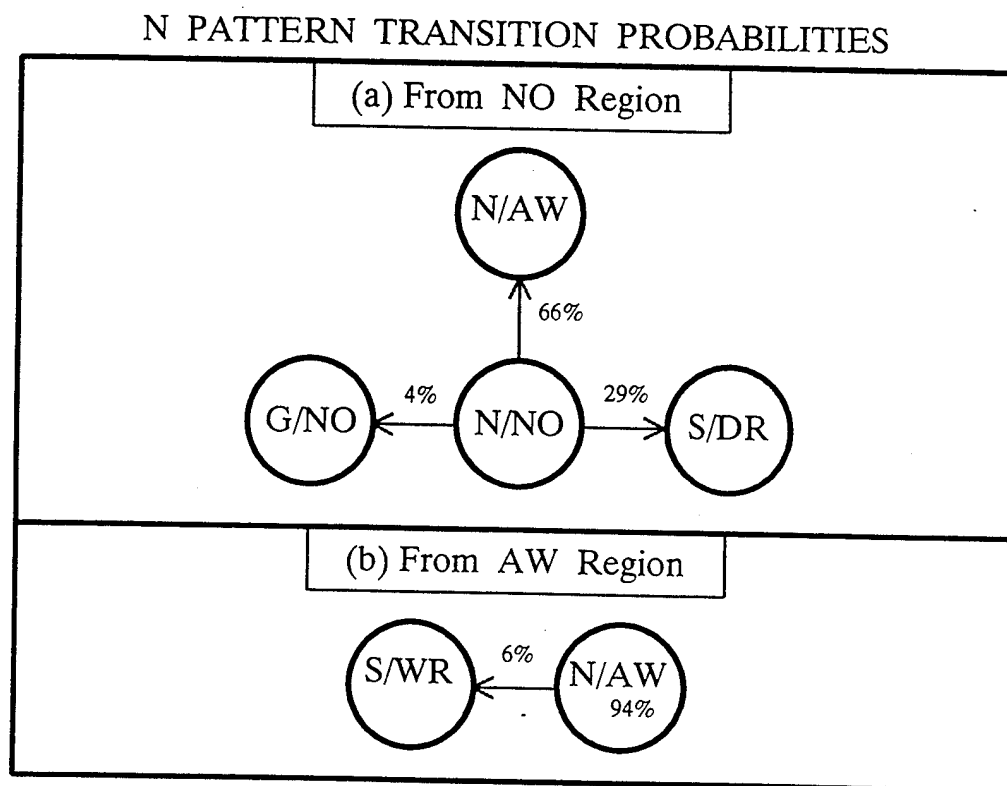 N PATTERN TRANSITION PROBABILITIES
(a) From NO Region
N/AW
66%
G/NO
4%
N/NO
29%
S/DR
(b) From AW Region
S/WR
6%
N/AW
94%